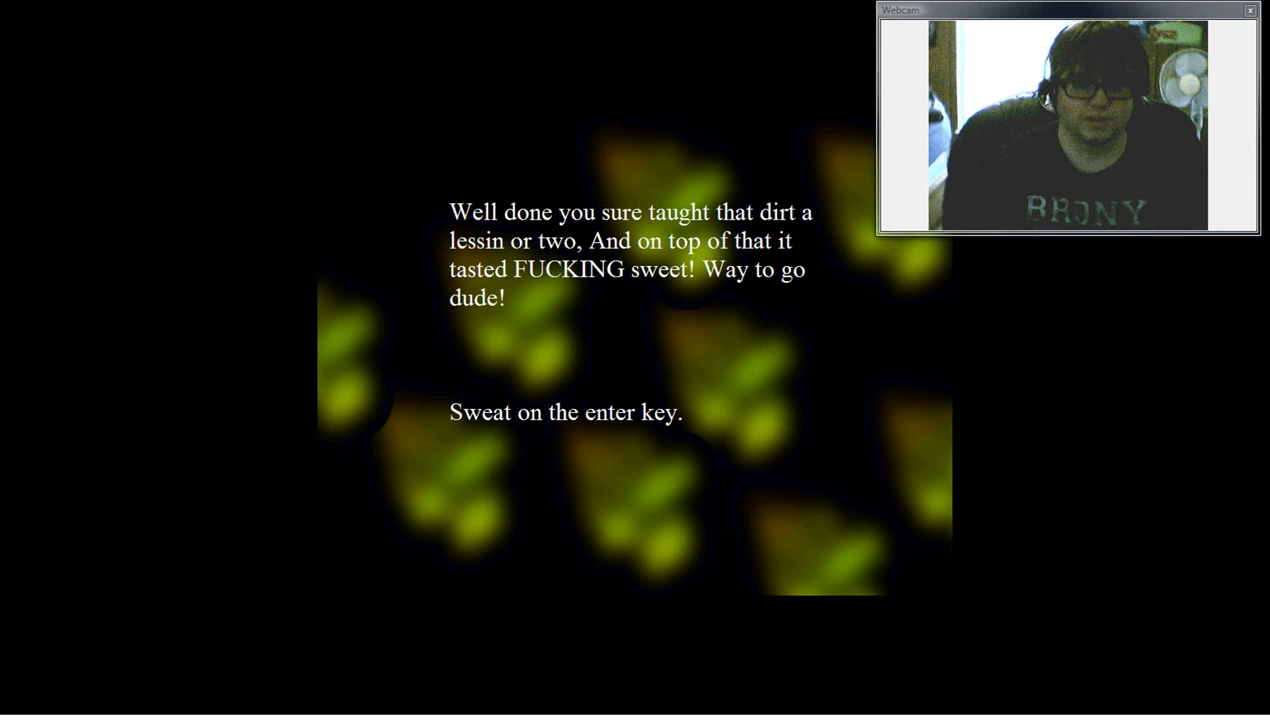 Webcam
x
BRONY
Well done you sure taught that dirt a
lessin or two, And on top of that it
tasted FUCKING sweet! Way to go
dude!
Sweat on the enter key.